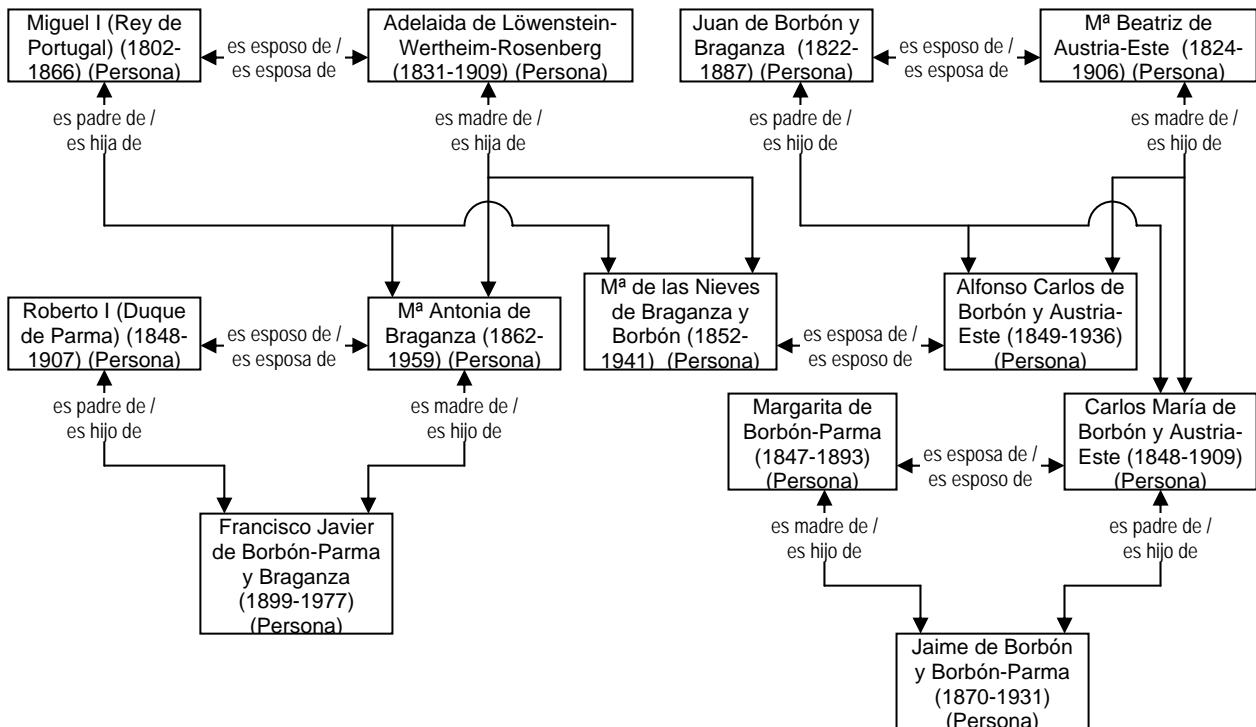 Miguel I (Rey de
Portugal) (1802-
1866) (Persona)
es esposo de /
es esposa de
Adelaida de Löwenstein-
Wertheim-Rosenberg
(1831-1909) (Persona)
Juan de Borbón y
Braganza (1822-
1887) (Persona)
es esposo de /
es esposa de
Mª Beatriz de
Austria-Este (1824-
1906) (Persona)
es padre de /
es hija de
es madre de /
es hija de
es padre de /
es hijo de
es madre de /
es hijo de
Roberto I (Duque
de Parma) (1848-
1907) (Persona)
es esposo de /
es esposa de
Mª Antonia de
Braganza (1862-
1959) (Persona)
Mª de las Nieves
de Braganza y
Borbón (1852-
1941) (Persona)
es esposa de /
es esposo de
Alfonso Carlos de
Borbón y Austria-
Este (1849-1936)
(Persona)
es padre de /
es hijo de
es madre de /
es hijo de
Margarita de
Borbón-Parma
(1847-1893)
(Persona)
es esposa de /
es esposo de
Carlos María de
Borbón y Austria-
Este (1848-1909)
(Persona)
Francisco Javier
de Borbón-Parma
y Braganza
(1899-1977)
(Persona)
es madre de /
es hijo de
es padre de /
es hijo de
Jaime de Borbón
y Borbón-Parma
(1870-1931)
(Persona)